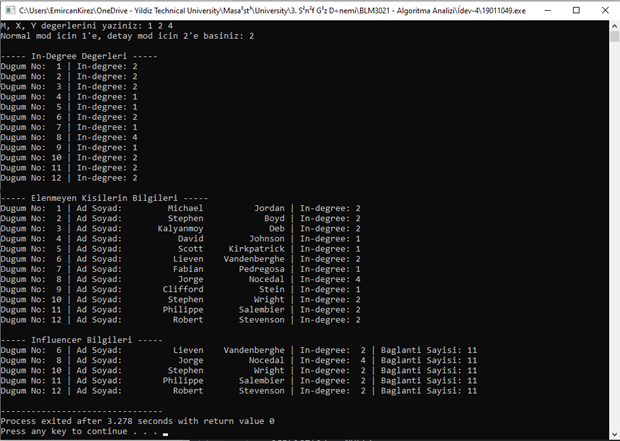 C:\Users\EmircanKirez\OneDrive - Yildiz Technical University\Masa³st³\University\3. S²n²f G³z D÷nemi\BLM3021 - Algoritma Analizi\Ídev-4\19011049.exe
M, X, Y degerlerini yaziniz: 1 2 4
Normal mod icin 1'e, detay mod icin 2'e basiniz: 2
----- In-Degree Degerleri -----
Dugum No: 1 | In-degree: 2
Dugum No: 2 | In-degree: 2
Dugum No: 3 | In-degree: 2
Dugum No: 4 | In-degree: 1
Dugum No: 5 | In-degree: 1
Dugum No: 6 | In-degree: 2
Dugum No: 7 | In-degree: 1
Dugum No: 8 | In-degree: 4
Dugum No: 9 | In-degree: 1
Dugum No: 10 | In-degree: 2
Dugum No: 11 | In-degree: 2
Dugum No: 12 | In-degree: 2
----- Elenmeyen Kisilerin Bilgileri -----
Dugum No: 1 | Ad Soyad: Michael Jordan | In-degree: 2
Dugum No: 2 | Ad Soyad: Stephen Boyd | In-degree: 2
Dugum No: 3 | Ad Soyad: Kalyanmoy Deb | In-degree: 2
Dugum No: 4 | Ad Soyad: David Johnson | In-degree: 1
Dugum No: 5 | Ad Soyad: Scott Kirkpatrick | In-degree: 1
Dugum No: 6 | Ad Soyad: Lieven Vandenberghe | In-degree: 2
Dugum No: 7 | Ad Soyad: Fabian Pedregosa | In-degree: 1
Dugum No: 8 | Ad Soyad: Jorge Nocedal | In-degree: 4
Dugum No: 9 | Ad Soyad: Clifford Stein | In-degree: 1
Dugum No: 10 | Ad Soyad: Stephen Wright | In-degree: 2
Dugum No: 11 | Ad Soyad: Philippe Salembier | In-degree: 2
Dugum No: 12 | Ad Soyad: Robert Stevenson | In-degree: 2
----- Influencer Bilgileri -----
Dugum No: 6 | Ad Soyad: Lieven Vandenberghe | In-degree: 2 | Baglanti Sayisi: 11
Dugum No: 8 | Ad Soyad: Jorge Nocedal | In-degree: 4 | Baglanti Sayisi: 11
Dugum No: 10 | Ad Soyad: Stephen Wright | In-degree: 2 | Baglanti Sayisi: 11
Dugum No: 11 | Ad Soyad: Philippe Salembier | In-degree: 2 | Baglanti Sayisi: 11
Dugum No: 12 | Ad Soyad: Robert Stevenson | In-degree: 2 | Baglanti Sayisi: 11
--------------------------------
Process exited after 3.278 seconds with return value 0
Press any key to continue . . .